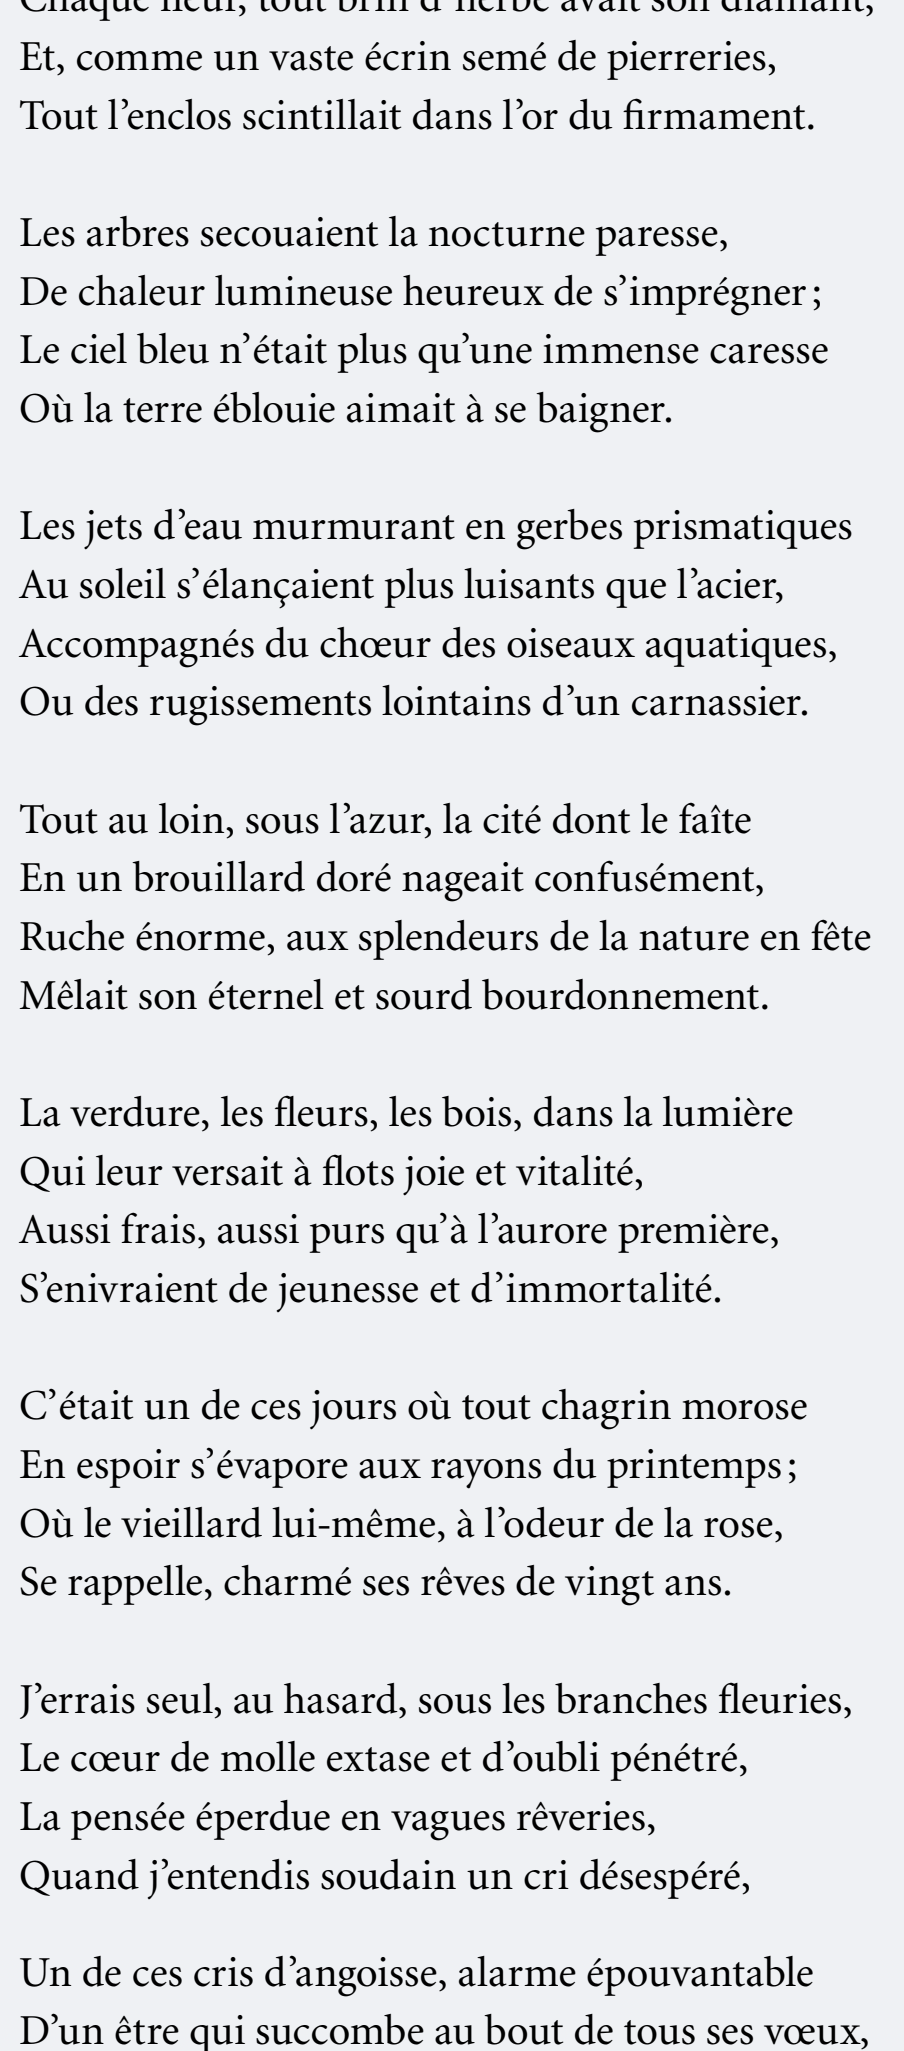 Chaque fleur, tout brin d’herbe avait son diamant,
Et, comme un vaste écrin semé de pierreries,
Tout l’enclos scintillait dans l’or du firmament.
Les arbres secouaient la nocturne paresse,
De chaleur lumineuse heureux de s’imprégner ;
Le ciel bleu n’était plus qu’une immense caresse
Où la terre éblouie aimait à se baigner.
Les jets d’eau murmurant en gerbes prismatiques
Au soleil s’élançaient plus luisants que l’acier,
Accompagnés du chœur des oiseaux aquatiques,
Ou des rugissements lointains d’un carnassier.
Tout au loin, sous l’azur, la cité dont le faîte
En un brouillard doré nageait confusément,
Ruche énorme, aux splendeurs de la nature en fête
Mêlait son éternel et sourd bourdonnement.
La verdure, les fleurs, les bois, dans la lumière
Qui leur versait à flots joie et vitalité,
Aussi frais, aussi purs qu’à l’aurore première,
S’enivraient de jeunesse et d’immortalité.
C’était un de ces jours où tout chagrin morose
En espoir s’évapore aux rayons du printemps ;
Où le vieillard lui-même, à l’odeur de la rose,
Se rappelle, charmé ses rêves de vingt ans.
J’errais seul, au hasard, sous les branches fleuries,
Le cœur de molle extase et d’oubli pénétré,
La pensée éperdue en vagues rêveries,
Quand j’entendis soudain un cri désespéré,
Un de ces cris d’angoisse, alarme épouvantable
D’un être qui succombe au bout de tous ses vœux,